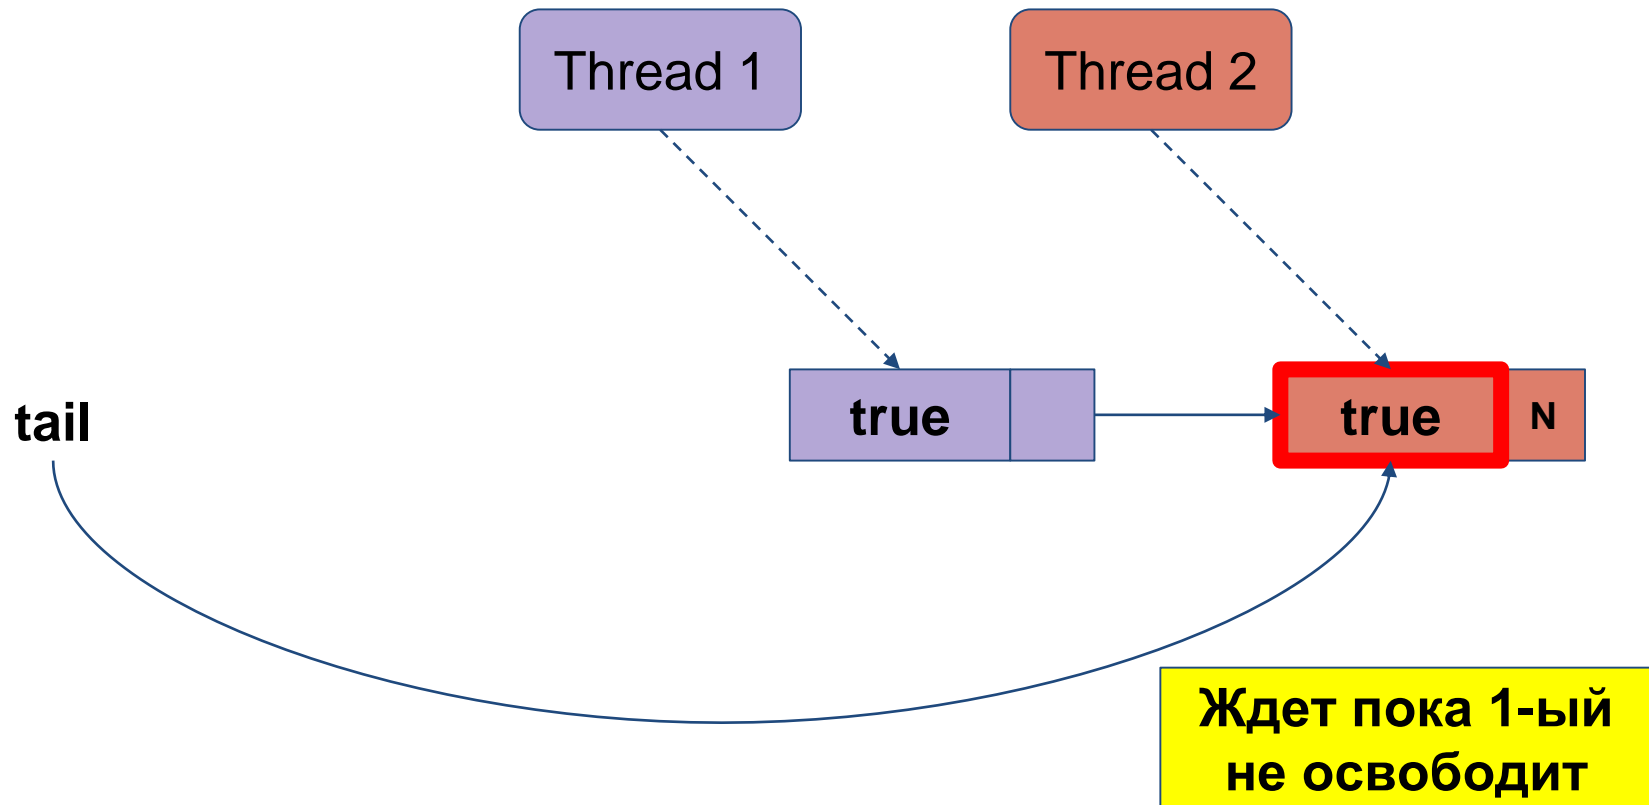 Thread 1
Thread 2
tail
true
true
N
Ждет пока 1-ый
не освободит